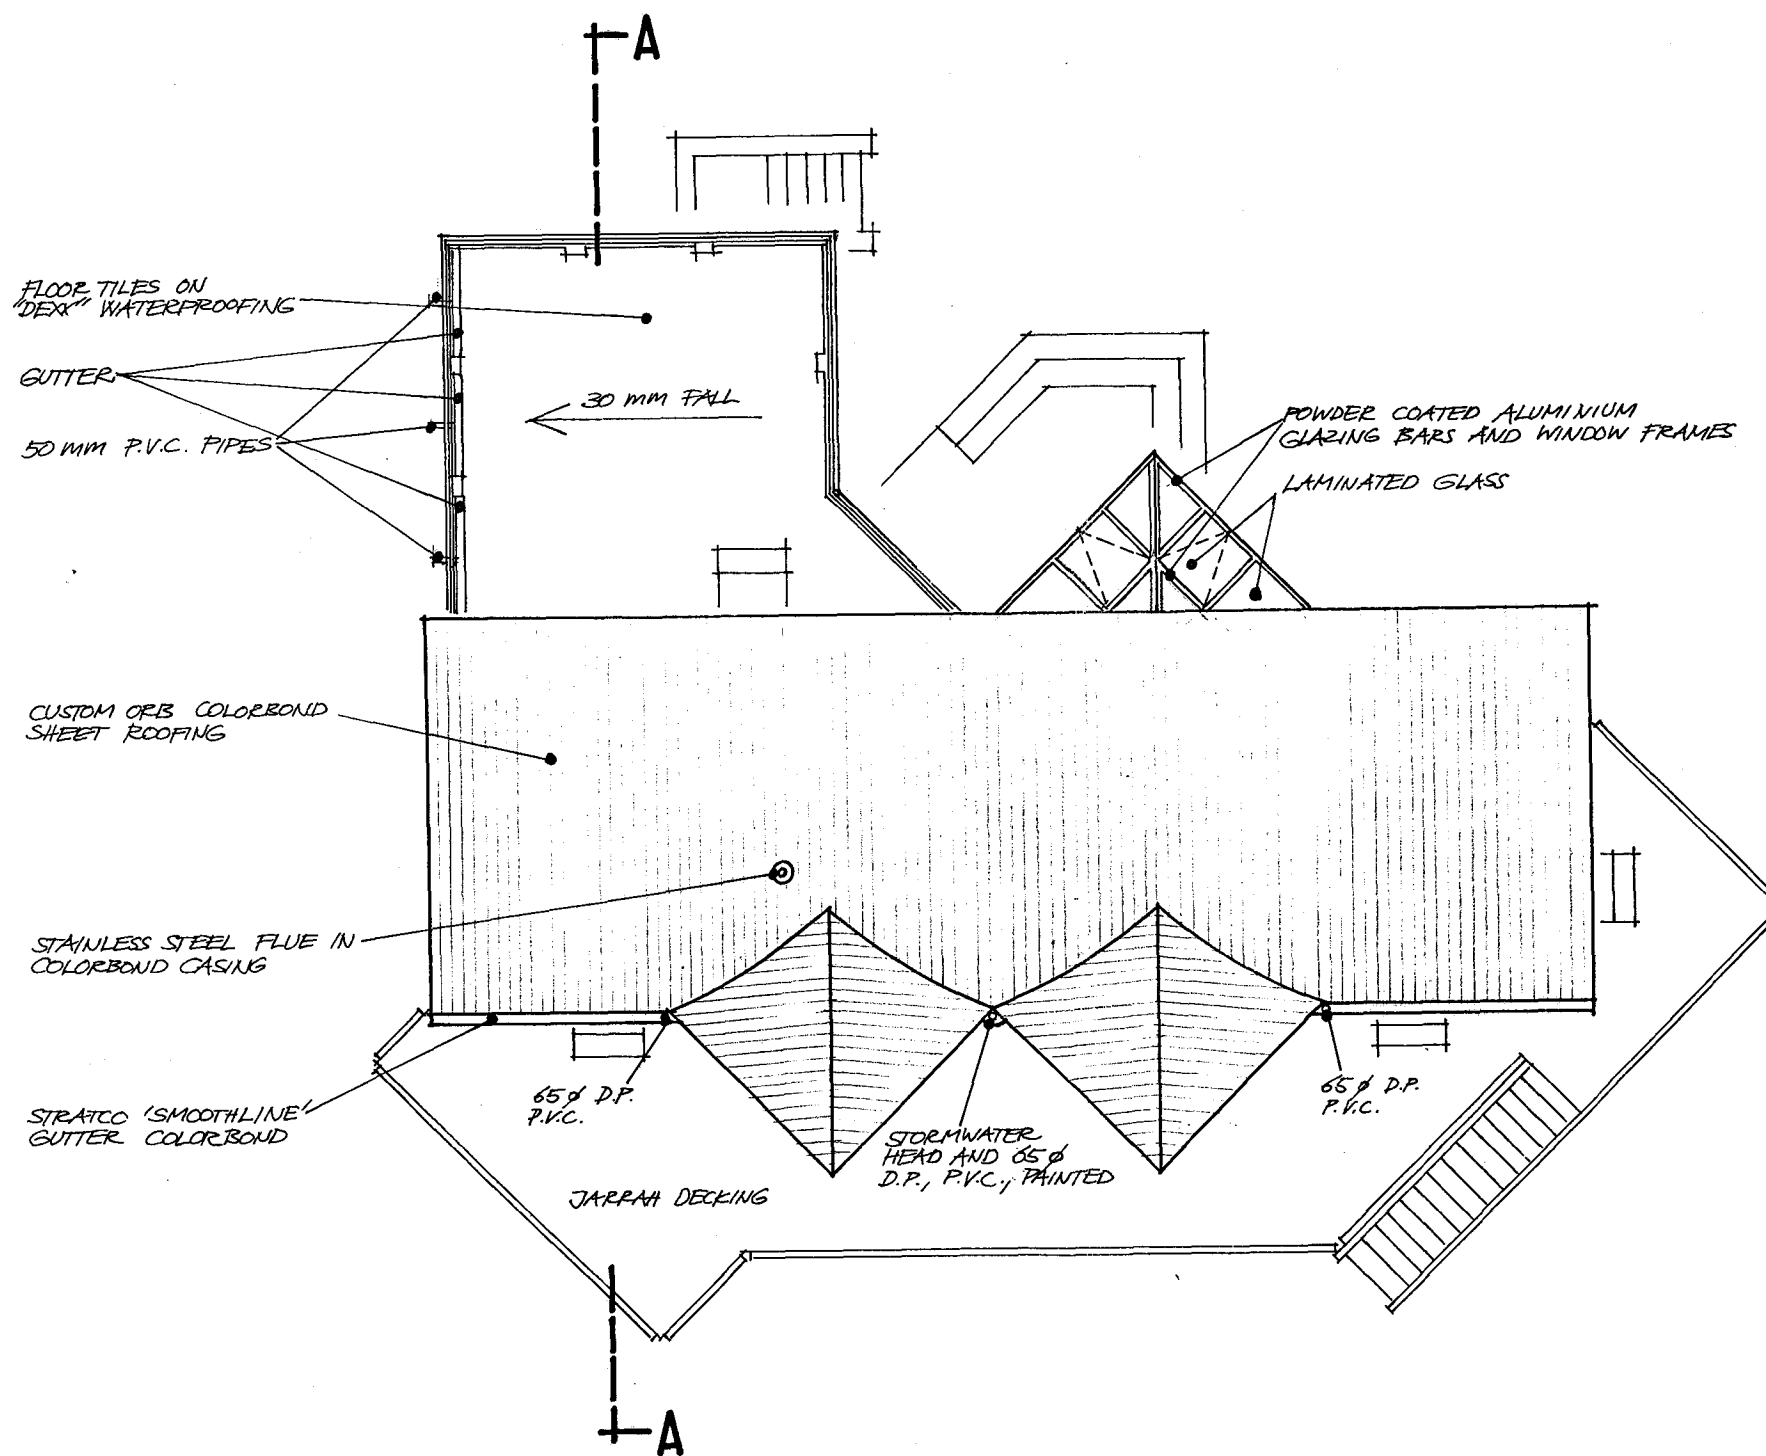 A
FLOOR TILES ON
"DEXX" WATERPROOFING
GUTTER
30 MM FALL
50 MM P.V.C. PIPES
POWDER COATED ALUMINIUM
GLAZING BARS AND WINDOW FRAMES
LAMINATED GLASS
CUSTOM ORB COLORBOND
SHEET ROOFING
STAINLESS STEEL FLUE IN
COLORBOND CASING
STRATCO 'SMOOTHLINE'
GUTTER COLORBOND
65 Ø D.P.
P.V.C.
STORMWATER
HEAD AND 65 Ø
D.P., P.V.C., PAINTED
65 Ø D.P.
P.V.C.
JARRAH DECKING
A